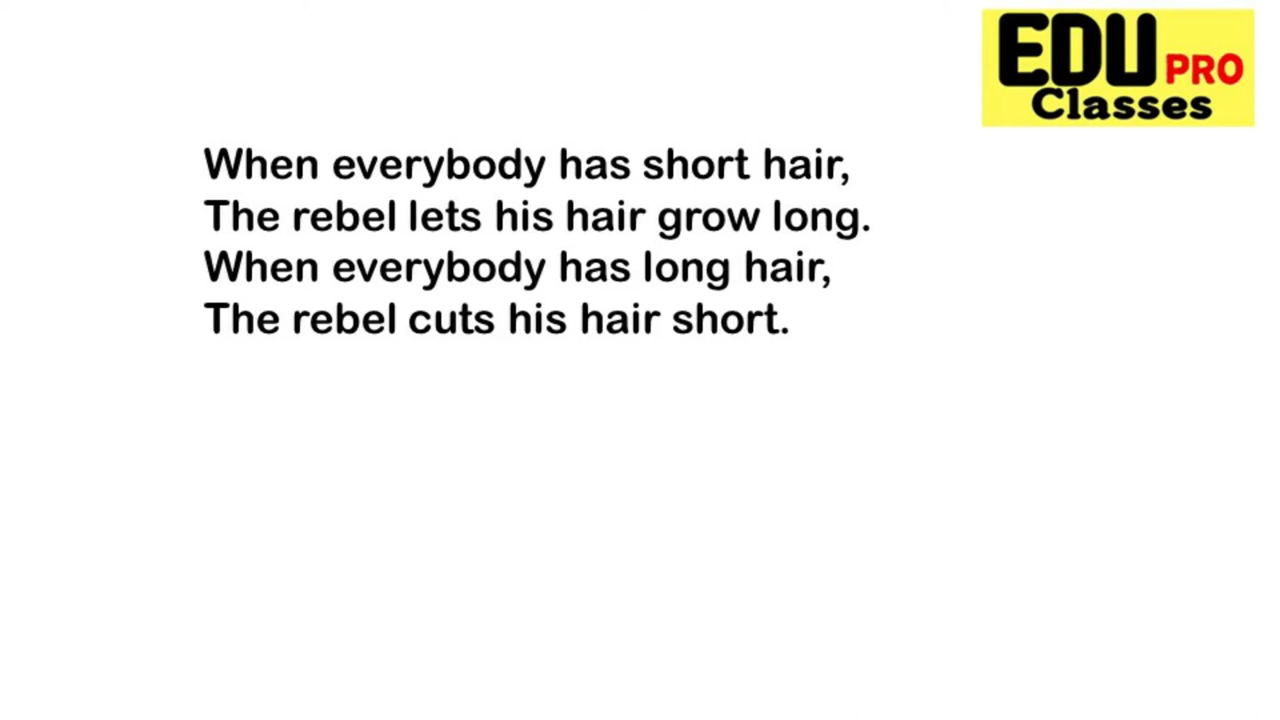 EDU PRO
Classes
When everybody has short hair,
The rebel lets his hair grow long.
When everybody has long hair,
The rebel cuts his hair short.